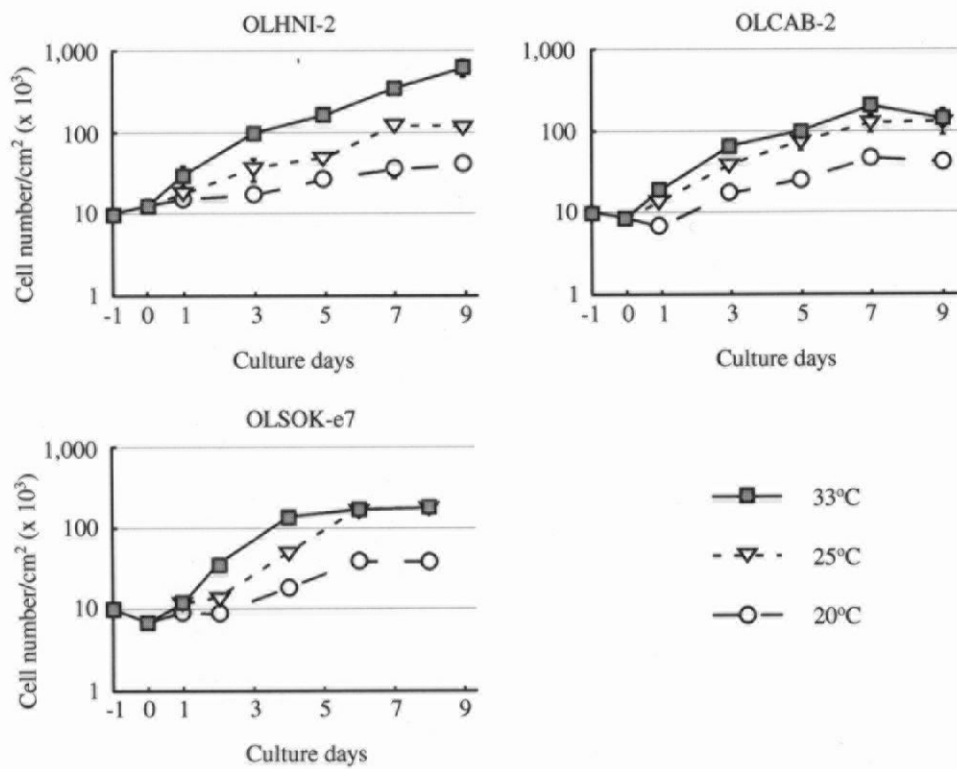 OLHNI-2
Cell number/cm² (x 10³)
1,000
100
10
1
-1 0 1 3 5 7 9
Culture days
OLCAB-2
1,000
100
10
1
-1 0 1 3 5 7 9
Culture days
OLSOK-e7
Cell number/cm² (x 10³)
1,000
100
10
1
-1 0 1 3 5 7 9
Culture days
33°C
25°C
20°C